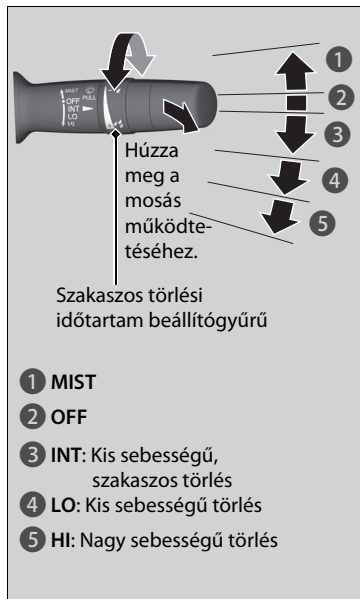 MIST
PULL
OFF
INT
LO
HI
1
2
3
4
5
Húzza
meg a
mosás
működte-
téséhez.
Szakaszos törlési
időtartam beállítógyűrű
1 MIST
2 OFF
3 INT: Kis sebességű,
szakaszos törlés
4 LO: Kis sebességű törlés
5 HI: Nagy sebességű törlés